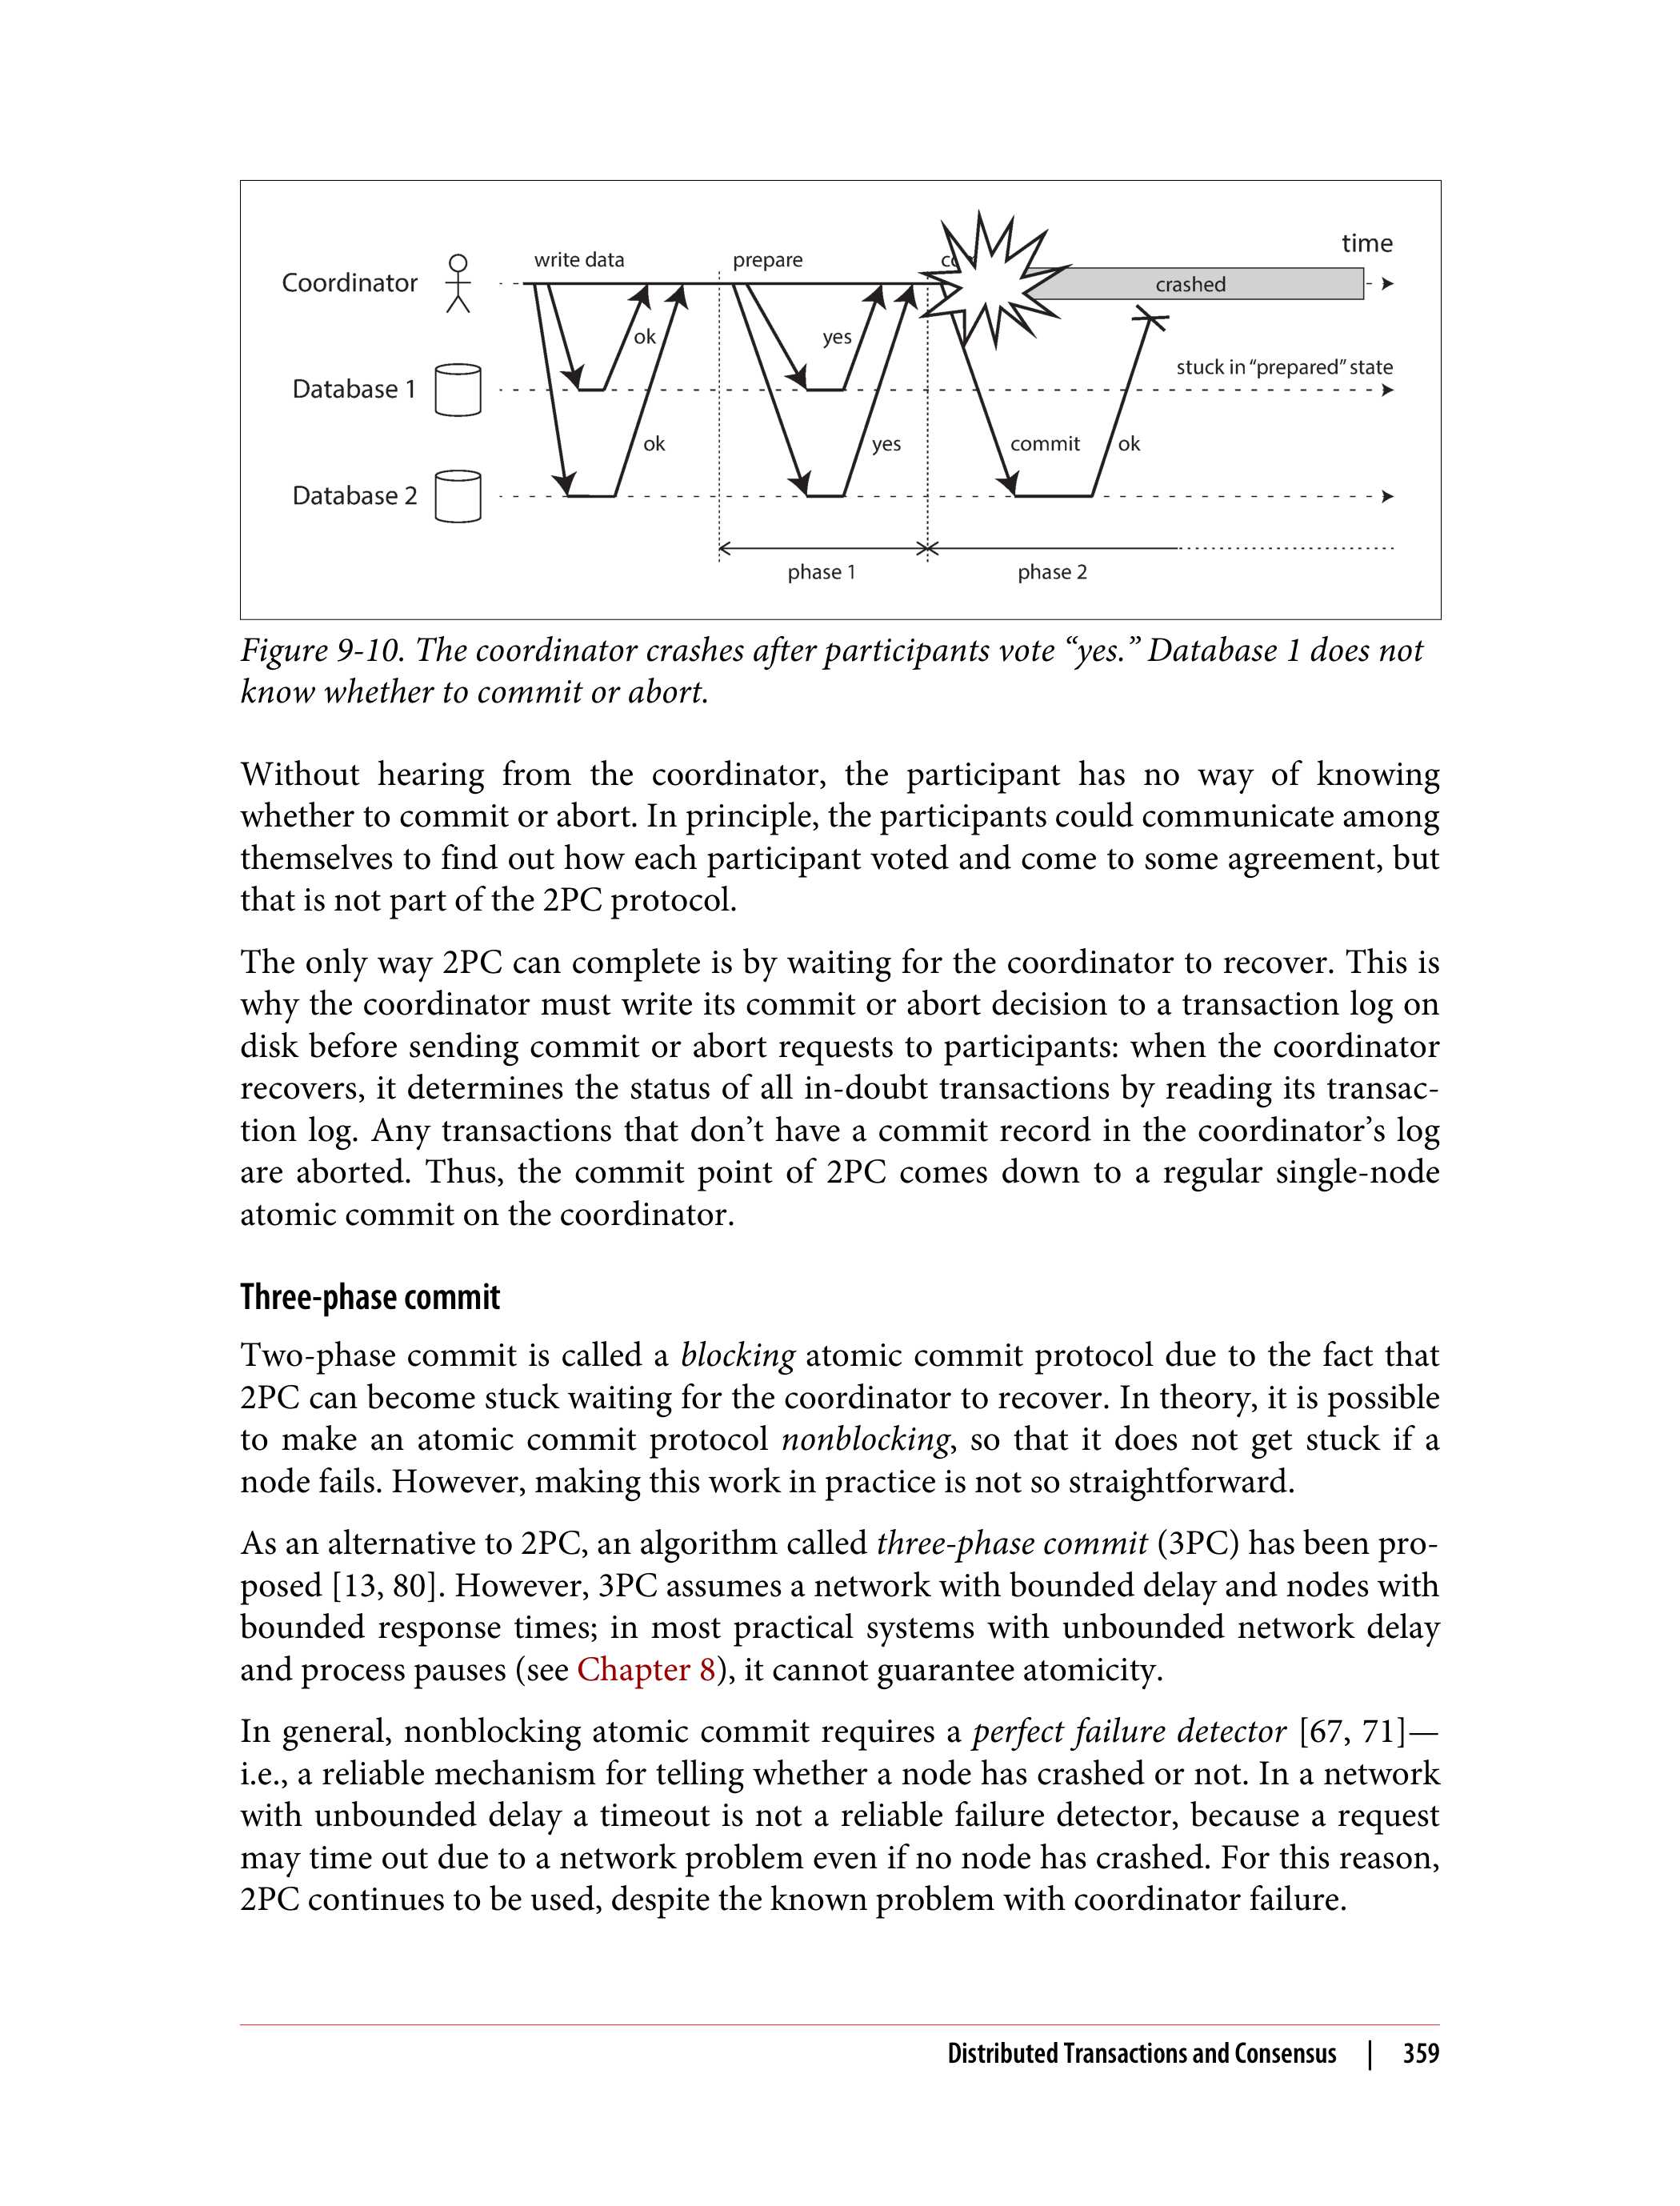 time
write data
prepare
Coordinator
crashed
ok
yes
stuck in “prepared” state
Database 1
ok
yes
commit
ok
Database 2
phase 1
phase 2
Figure 9-10. The coordinator crashes after participants vote “yes.” Database 1 does not
know whether to commit or abort.
Without hearing from the coordinator, the participant has no way of knowing
whether to commit or abort. In principle, the participants could communicate among
themselves to find out how each participant voted and come to some agreement, but
that is not part of the 2PC protocol.
The only way 2PC can complete is by waiting for the coordinator to recover. This is
why the coordinator must write its commit or abort decision to a transaction log on
disk before sending commit or abort requests to participants: when the coordinator
recovers, it determines the status of all in-doubt transactions by reading its transac-
tion log. Any transactions that don’t have a commit record in the coordinator’s log
are aborted. Thus, the commit point of 2PC comes down to a regular single-node
atomic commit on the coordinator.
Three-phase commit
Two-phase commit is called a blocking atomic commit protocol due to the fact that
2PC can become stuck waiting for the coordinator to recover. In theory, it is possible
to make an atomic commit protocol nonblocking, so that it does not get stuck if a
node fails. However, making this work in practice is not so straightforward.
As an alternative to 2PC, an algorithm called three-phase commit (3PC) has been pro-
posed [13, 80]. However, 3PC assumes a network with bounded delay and nodes with
bounded response times; in most practical systems with unbounded network delay
and process pauses (see Chapter 8), it cannot guarantee atomicity.
In general, nonblocking atomic commit requires a perfect failure detector [67, 71]—
i.e., a reliable mechanism for telling whether a node has crashed or not. In a network
with unbounded delay a timeout is not a reliable failure detector, because a request
may time out due to a network problem even if no node has crashed. For this reason,
2PC continues to be used, despite the known problem with coordinator failure.
Distributed Transactions and Consensus | 359